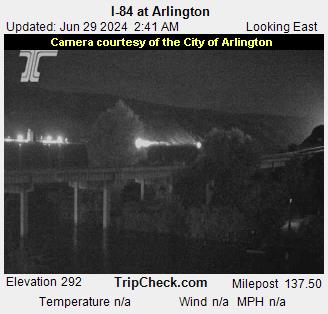 I-84 at Arlington
Updated: Jun 29 2024 2:41 AM Looking East
Camera courtesy of the City of Arlington
Elevation 292 TripCheck.com Milepost 137.50
Temperature n/a Wind n/a MPH n/a